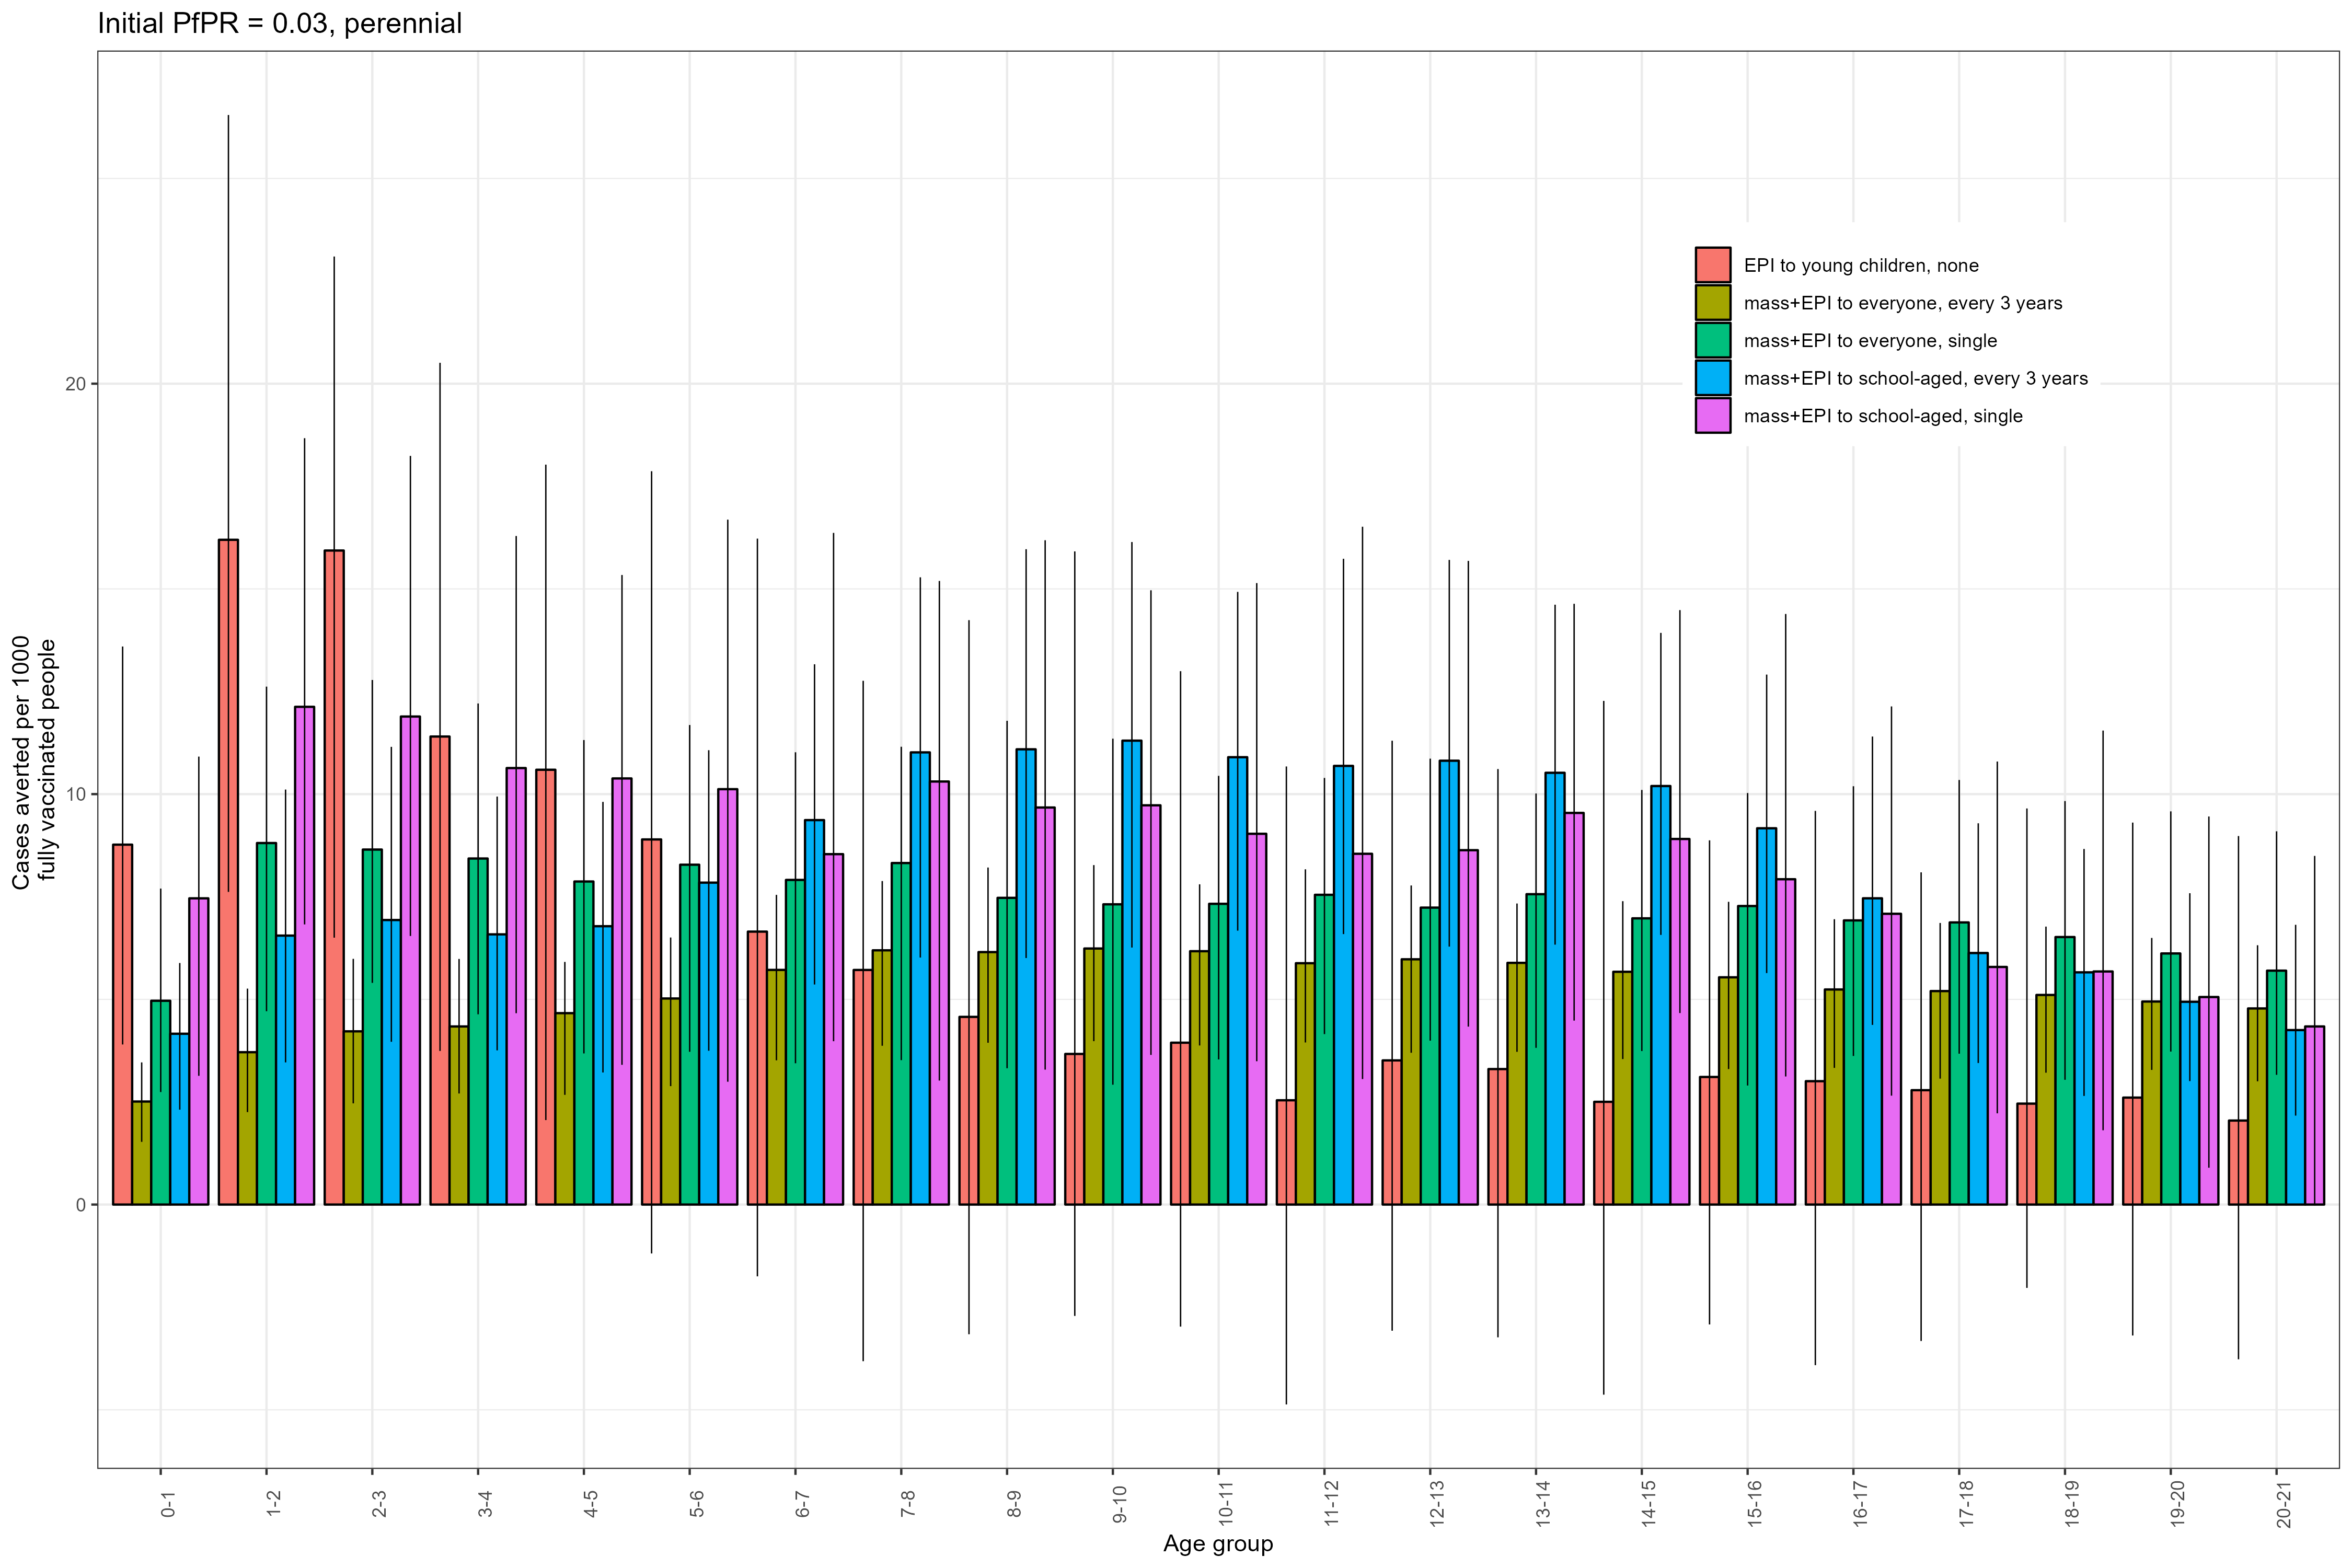 Initial PfPR = 0.03, perennial
Cases averted per 1000
fully vaccinated people
20
10
0
EPI to young children, none
mass+EPI to everyone, every 3 years
mass+EPI to everyone, single
mass+EPI to school-aged, every 3 years
mass+EPI to school-aged, single
0-1
1-2
2-3
3-4
4-5
5-6
6-7
7-8
8-9
9-10
10-11
11-12
12-13
13-14
14-15
15-16
16-17
17-18
18-19
19-20
20-21
Age group